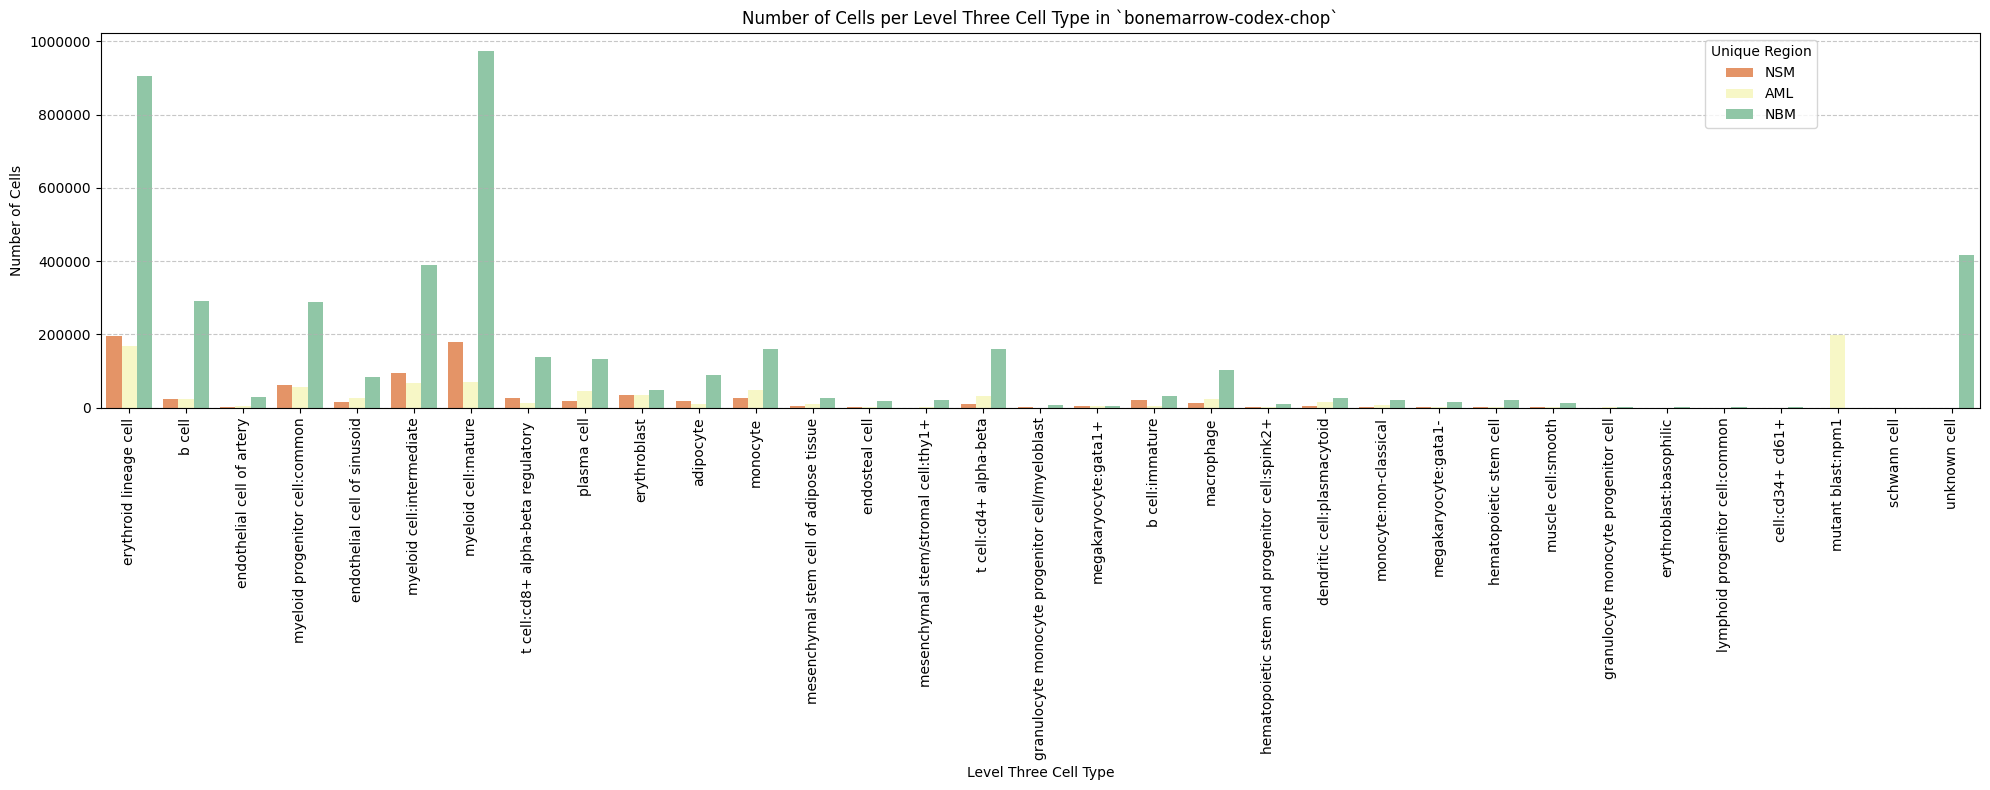 Number of Cells per Level Three Cell Type in `bonemarrow-codex-chop`
Number of Cells
1000000
800000
600000
400000
200000
0
Unique Region
NSM
AML
NBM
erythroid lineage cell
b cell
endothelial cell of artery
myeloid progenitor cell:common
endothelial cell of sinusoid
myeloid cell:intermediate
myeloid cell:mature
t cell:cd8+ alpha-beta regulatory
plasma cell
erythroblast
adipocyte
monocyte
mesenchymal stem cell of adipose tissue
endosteal cell
mesenchymal stem/stromal cell:thy1+
t cell:cd4+ alpha-beta
granulocyte monocyte progenitor cell/myeloblast
megakaryocyte:gata1+
b cell:immature
macrophage
hematopoietic stem and progenitor cell:spink2+
dendritic cell:plasmacytoid
monocyte:non-classical
megakaryocyte:gata1-
hematopoietic stem cell
muscle cell:smooth
granulocyte monocyte progenitor cell
erythroblast:basophilic
lymphoid progenitor cell:common
cell:cd34+ cd61+
mutant blast:npm1
schwann cell
unknown cell
Level Three Cell Type